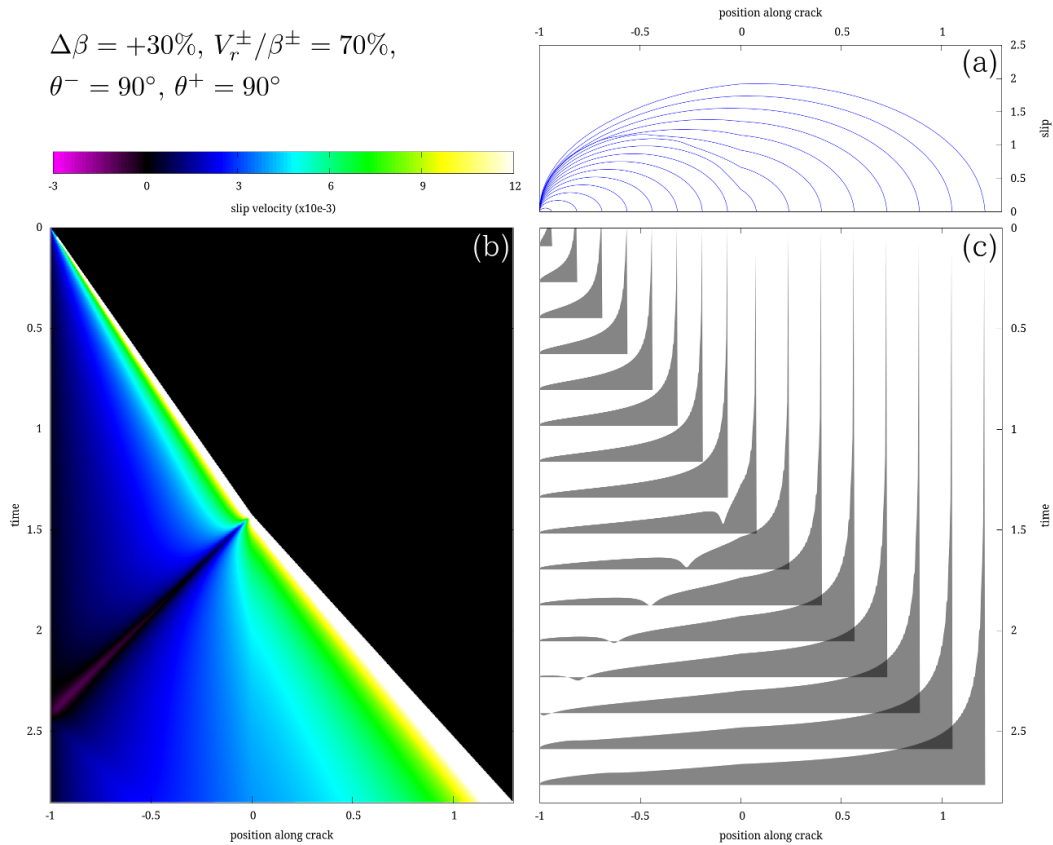 Δβ = +30%, V_r^±/β^± = 70%,
θ^- = 90°, θ^+ = 90°
-3 0 3 6 9 12
slip velocity (x10e-3)
position along crack
-1 -0.5 0 0.5 1
(a)
2.5
2
1.5
1
0.5
0
slip
(b)
0
0.5
1
1.5
2
2.5
time
-1 -0.5 0 0.5 1
position along crack
(c)
0
0.5
1
1.5
2
2.5
time
-1 -0.5 0 0.5 1
position along crack